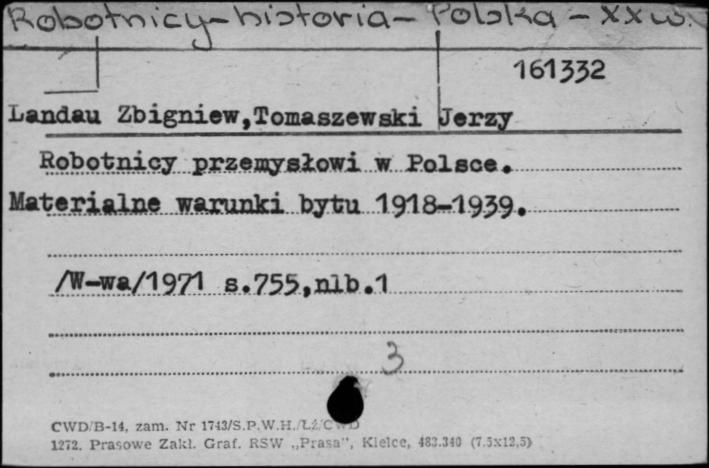 Robotnicy - historia - Polska - XX w.
161332
Landau Zbigniew,Tomaszewski Jerzy
Robotnicy przemysłowi w Polsce.
Materialne warunki bytu 1918-1939.
/W-wa/1971 s.755,nlb.1
3
CWD/B-14, zam. Nr 1743/S.P.W.H./ŁŻ/CWD
1272. Prasowe Zakł. Graf. RSW „Prasa", Kielce, 483.340 (7.5x12,5)